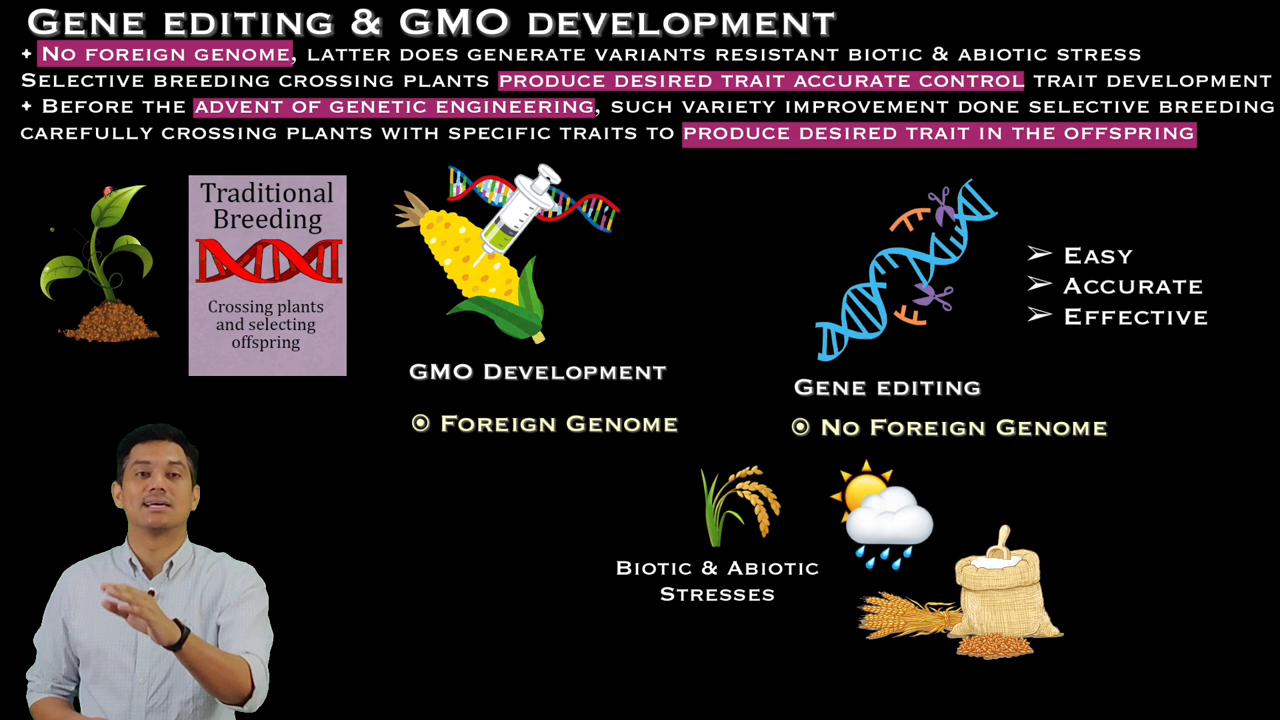 Gene editing & GMO development
+ No foreign genome, latter does generate variants resistant biotic & abiotic stress
Selective breeding crossing plants produce desired trait accurate control trait development
+ Before the advent of genetic engineering, such variety improvement done selective breeding
carefully crossing plants with specific traits to produce desired trait in the offspring
Traditional
Breeding
Crossing plants
and selecting
offspring
➢ Easy
➢ Accurate
➢ Effective
GMO Development
Gene editing
⦿ Foreign Genome
⦿ No Foreign Genome
Biotic & Abiotic
Stresses